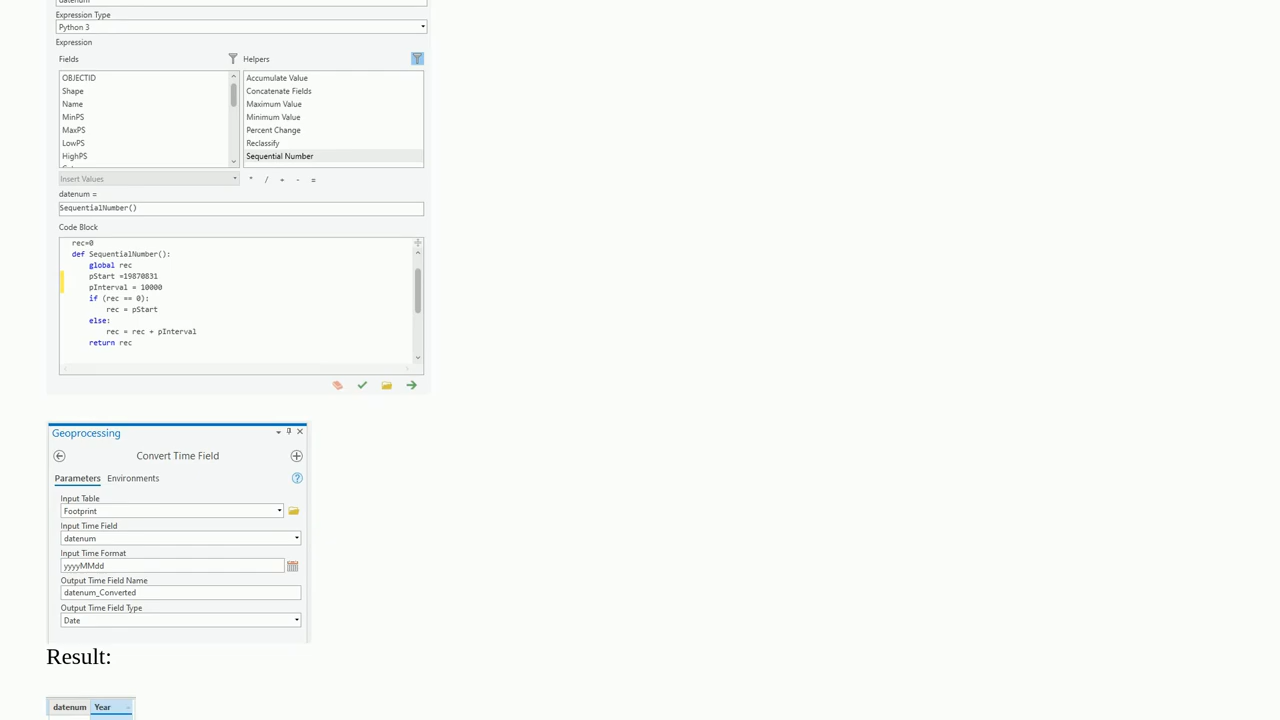 datenum
Expression Type
Python 3
Expression
Fields
Helpers
OBJECTID
Shape
Name
MinPS
MaxPS
LowPS
HighPS
Accumulate Value
Concatenate Fields
Maximum Value
Minimum Value
Percent Change
Reclassify
Sequential Number
Insert Values
* / + - =
datenum =
SequentialNumber()
Code Block
rec=0
def SequentialNumber():
global rec
pStart =19870831
pInterval = 10000
if (rec == 0):
rec = pStart
else:
rec = rec + pInterval
return rec
Geoprocessing
Convert Time Field
Parameters Environments
Input Table
Footprint
Input Time Field
datenum
Input Time Format
yyyyMMdd
Output Time Field Name
datenum_Converted
Output Time Field Type
Date
Result:
datenum Year